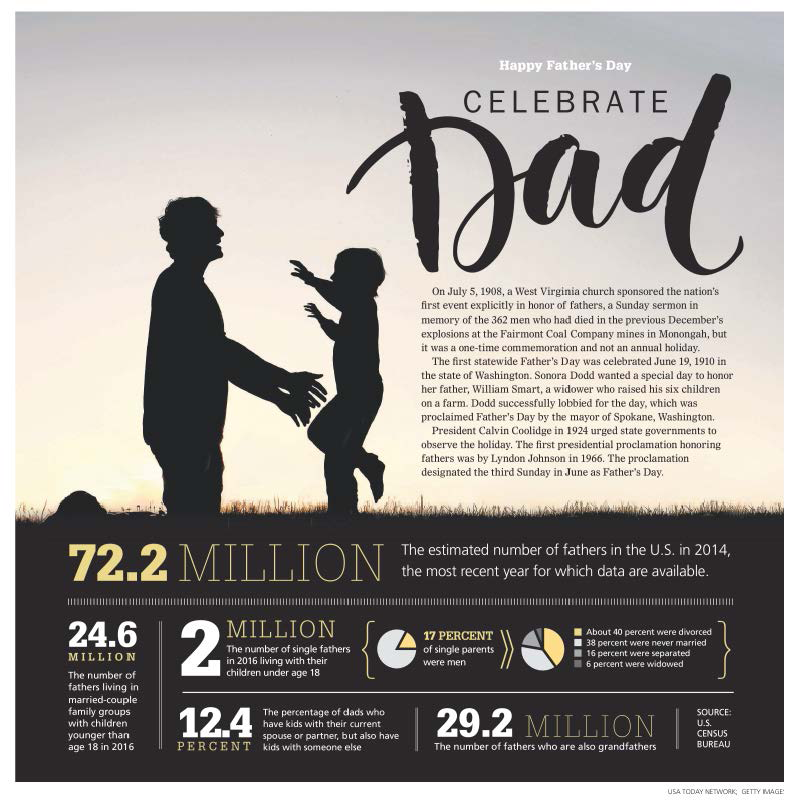 Happy Father's Day
CELEBRATE
Dad
On July 5, 1908, a West Virginia church sponsored the nation's
first event explicitly in honor of fathers, a Sunday sermon in
memory of the 362 men who had died in the previous December's
explosions at the Fairmont Coal Company mines in Monongah, but
it was a one-time commemoration and not an annual holiday.
The first statewide Father's Day was celebrated June 19, 1910 in
the state of Washington. Sonora Dodd wanted a special day to honor
her father, William Smart, a widower who raised his six children
on a farm. Dodd successfully lobbied for the day, which was
proclaimed Father's Day by the mayor of Spokane, Washington.
President Calvin Coolidge in 1924 urged state governments to
observe the holiday. The first presidential proclamation honoring
fathers was by Lyndon Johnson in 1966. The proclamation
designated the third Sunday in June as Father's Day.
72.2 MILLION
The estimated number of fathers in the U.S. in 2014,
the most recent year for which data are available.
24.6
MILLION
The number of
fathers living in
married-couple
family groups
with children
younger than
age 18 in 2016
2 MILLION
The number of single fathers
in 2016 living with their
children under age 18
17 PERCENT
of single parents
were men
About 40 percent were divorced
38 percent were never married
16 percent were separated
6 percent were widowed
12.4
PERCENT
The percentage of dads who
have kids with their current
spouse or partner, but also have
kids with someone else
29.2 MILLION
The number of fathers who are also grandfathers
SOURCE:
U.S.
CENSUS
BUREAU
USA TODAY NETWORK; GETTY IMAGES